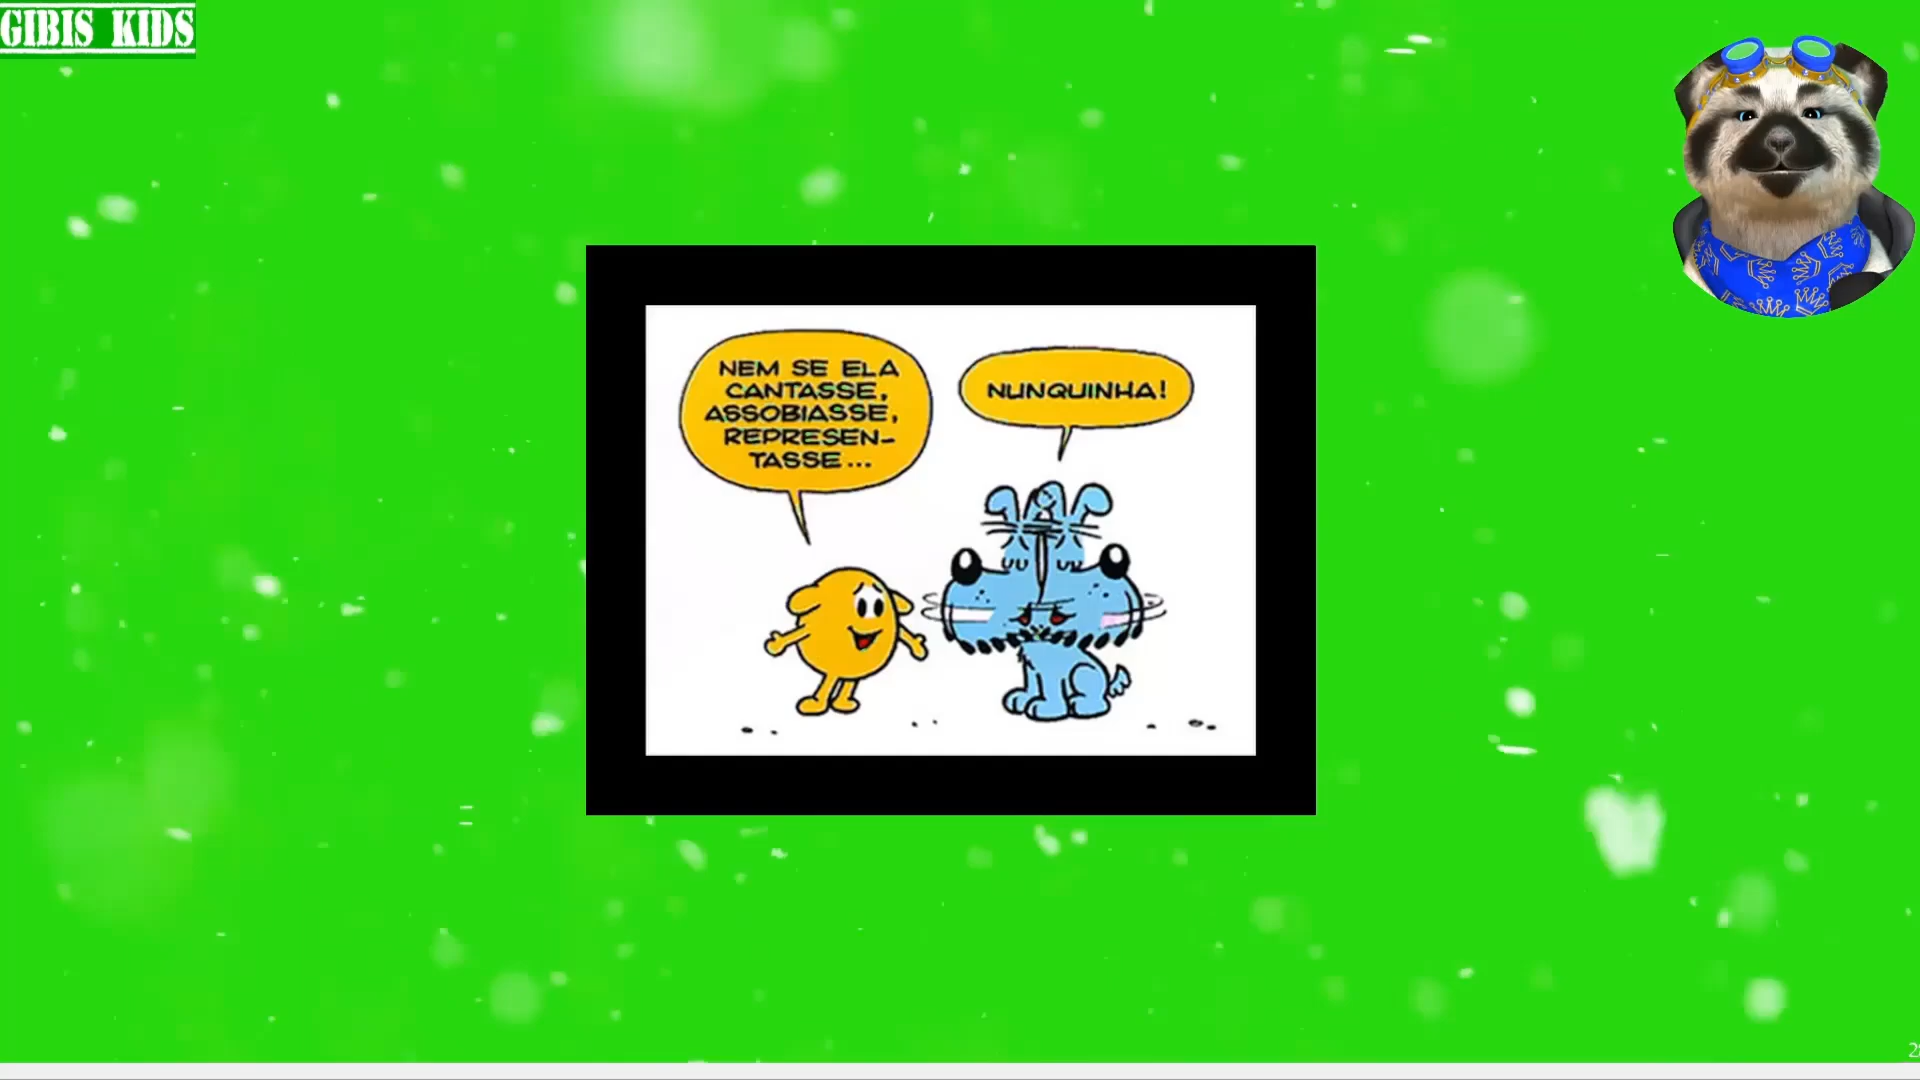 GIBIS KIDS
NEM SE ELA
CANTASSE,
ASSOBIASSE,
REPRESEN-
TASSE...
NUNQUINHA!